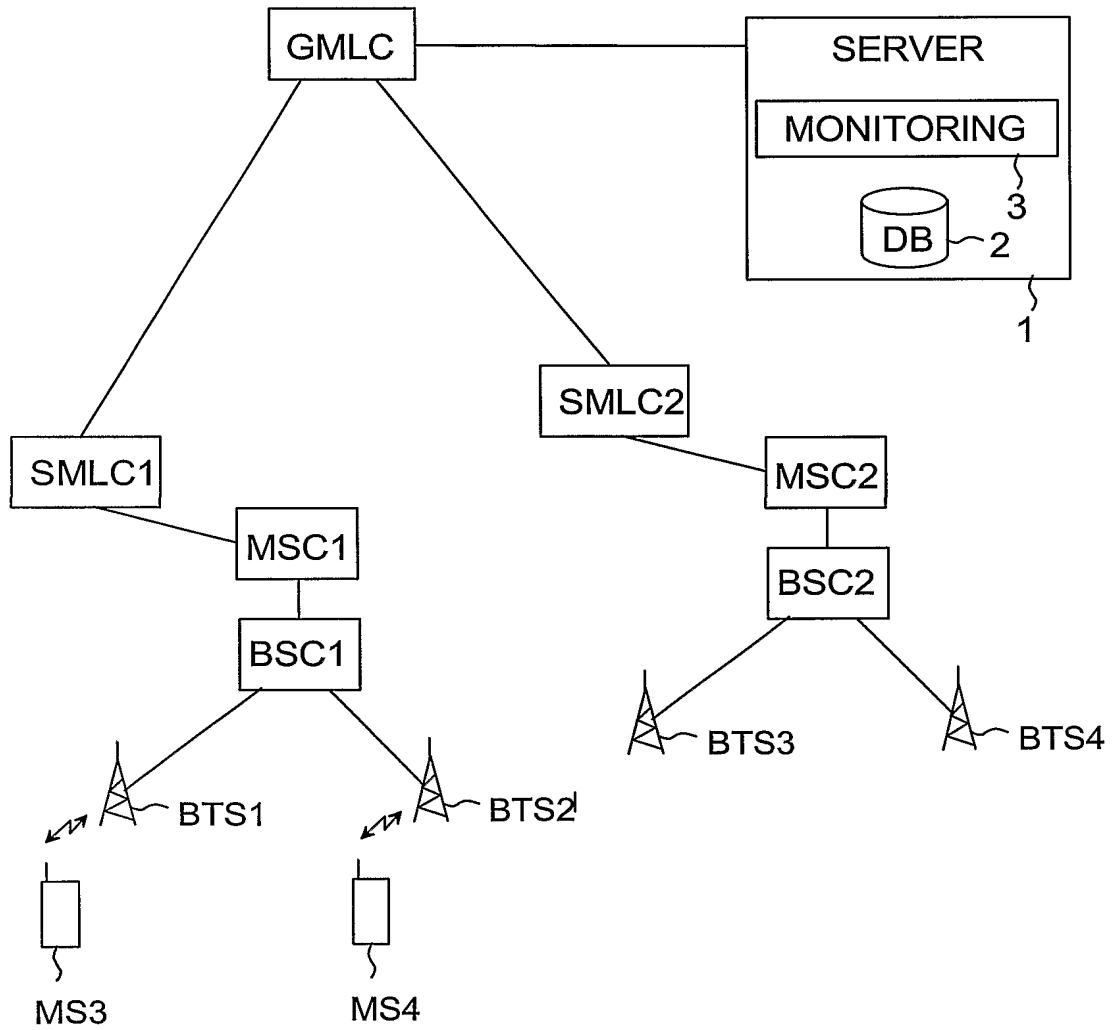 GMLC
SERVER
MONITORING
3
DB
2
1
SMLC2
SMLC1
MSC2
MSC1
BSC2
BSC1
BTS3
BTS4
BTS1
BTS2
MS3
MS4